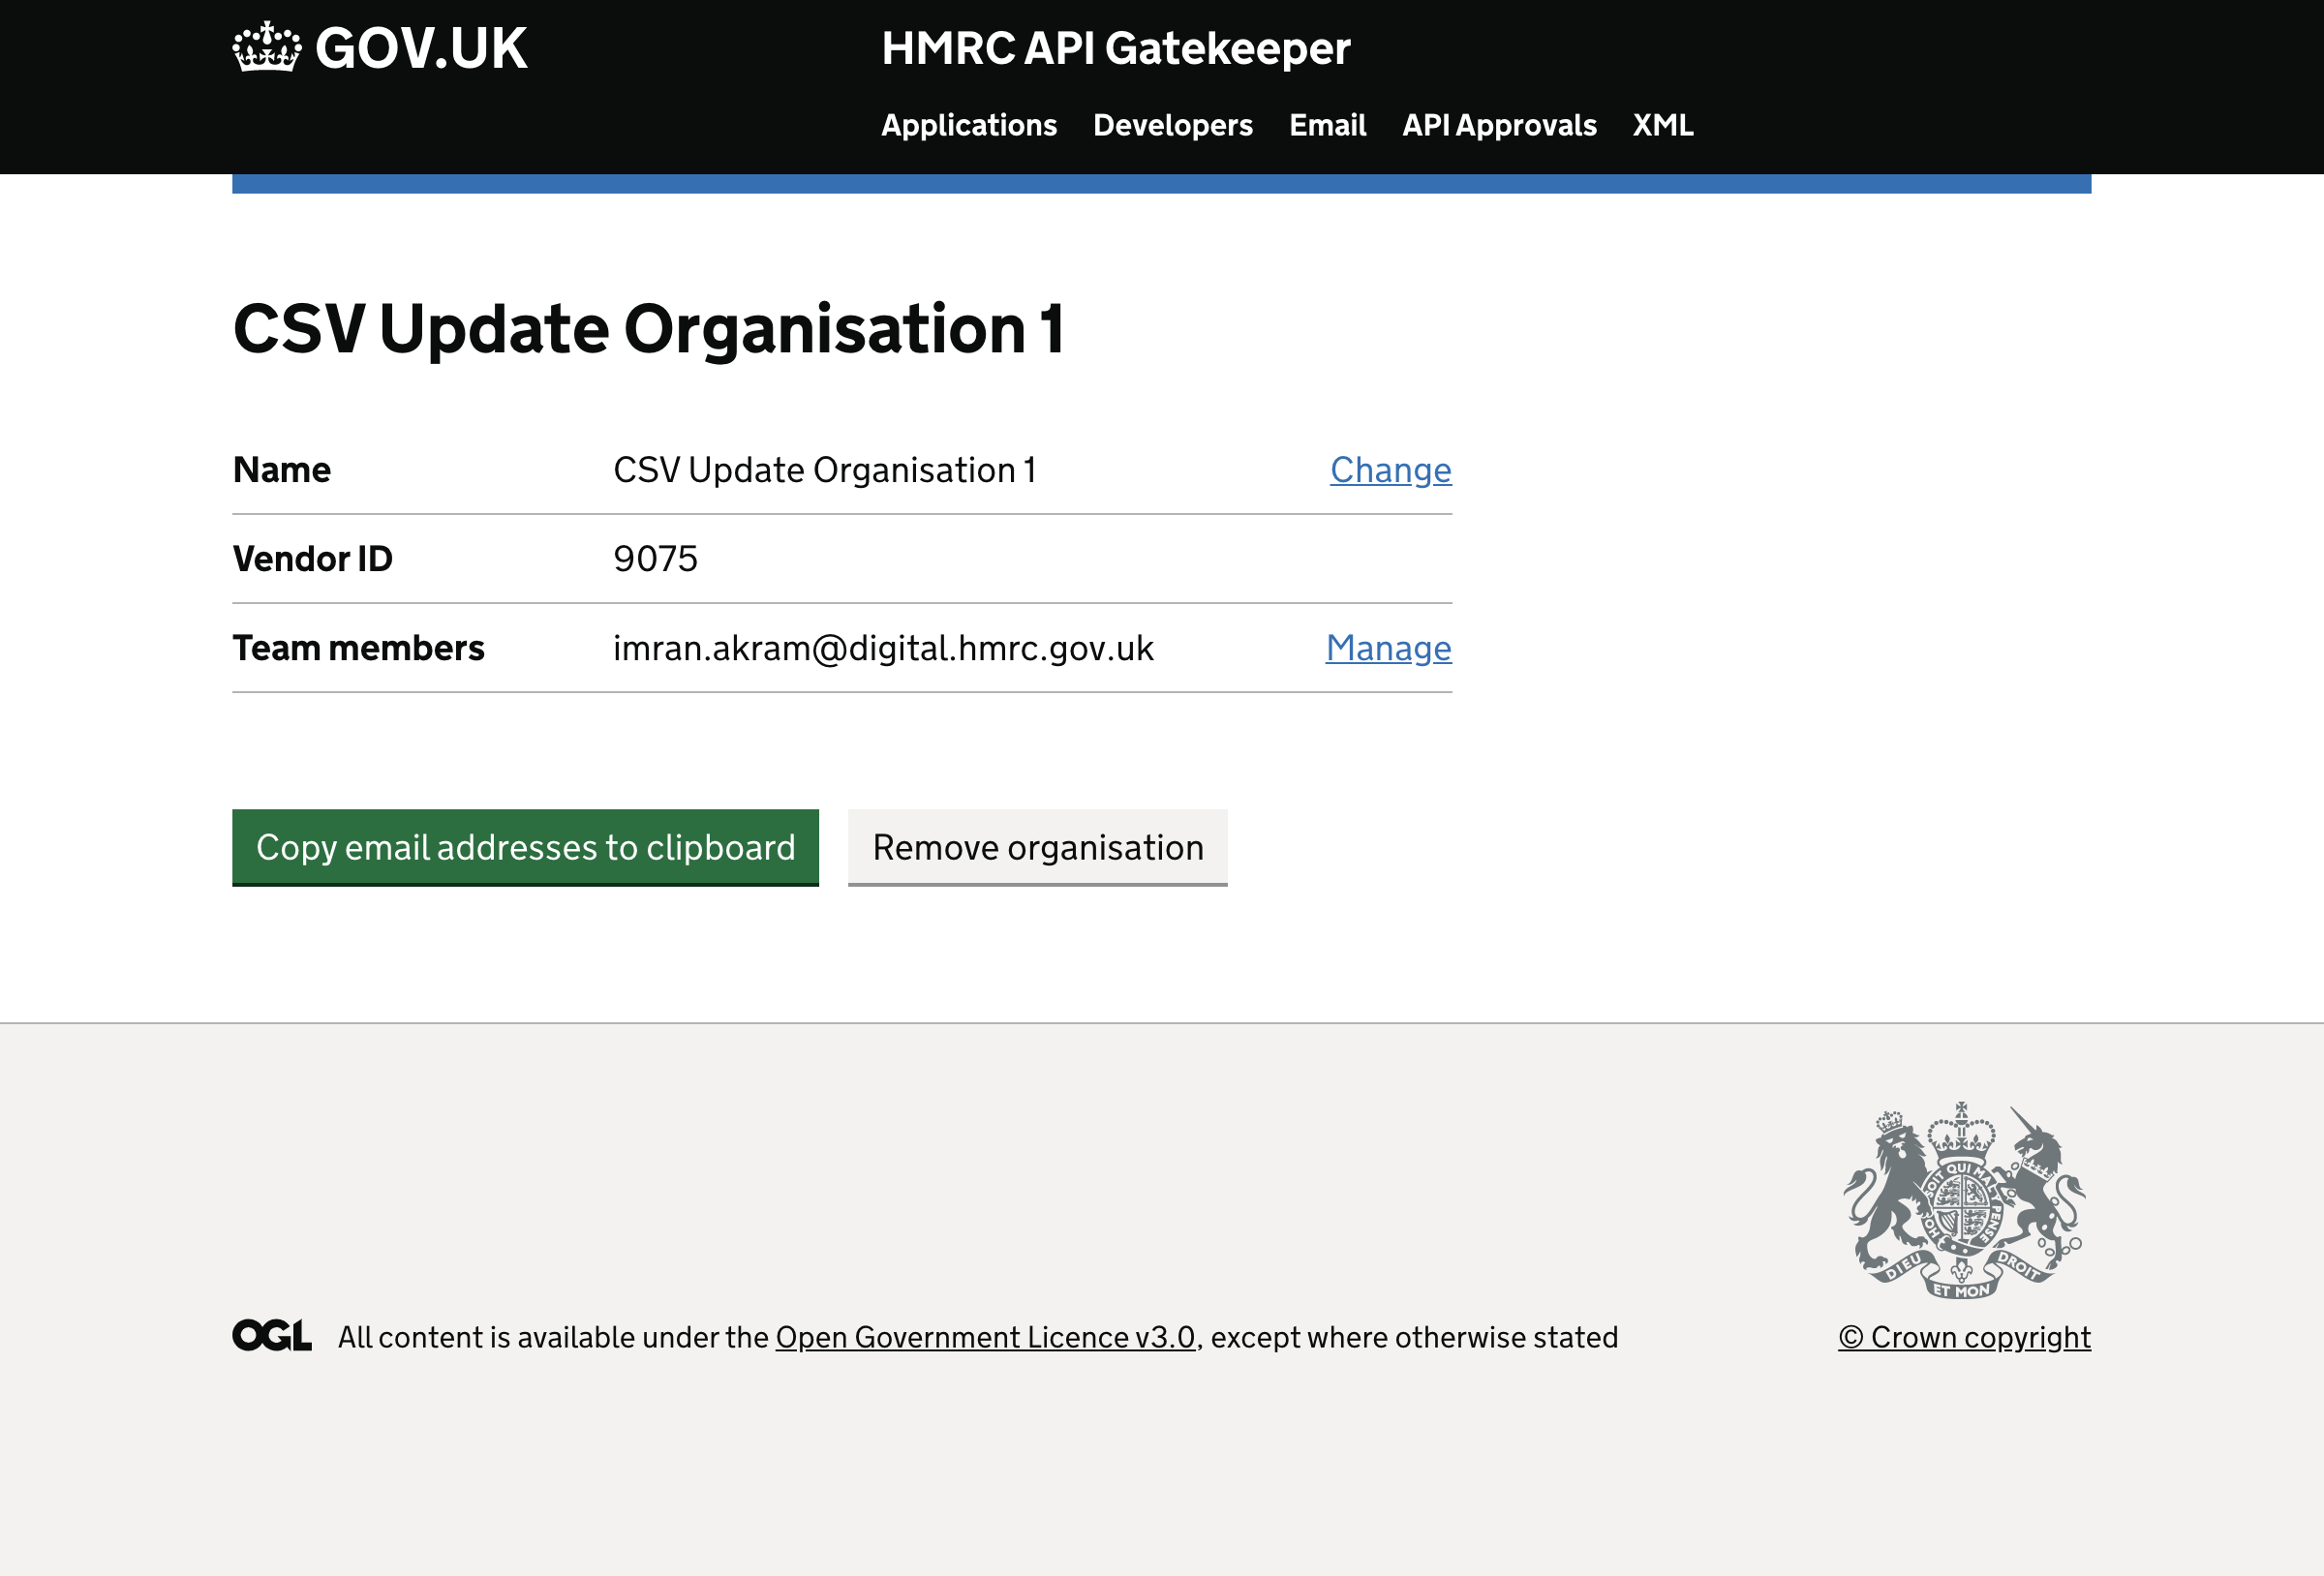 GOV.UK
HMRC API Gatekeeper
Applications Developers Email API Approvals XML
CSV Update Organisation 1
Name CSV Update Organisation 1 Change
Vendor ID 9075
Team members imran.akram@digital.hmrc.gov.uk Manage
Copy email addresses to clipboard Remove organisation
SOIT QUI MAL Y PENSE
HO
DIEU ET MON DROIT
OGL All content is available under the Open Government Licence v3.0, except where otherwise stated
© Crown copyright